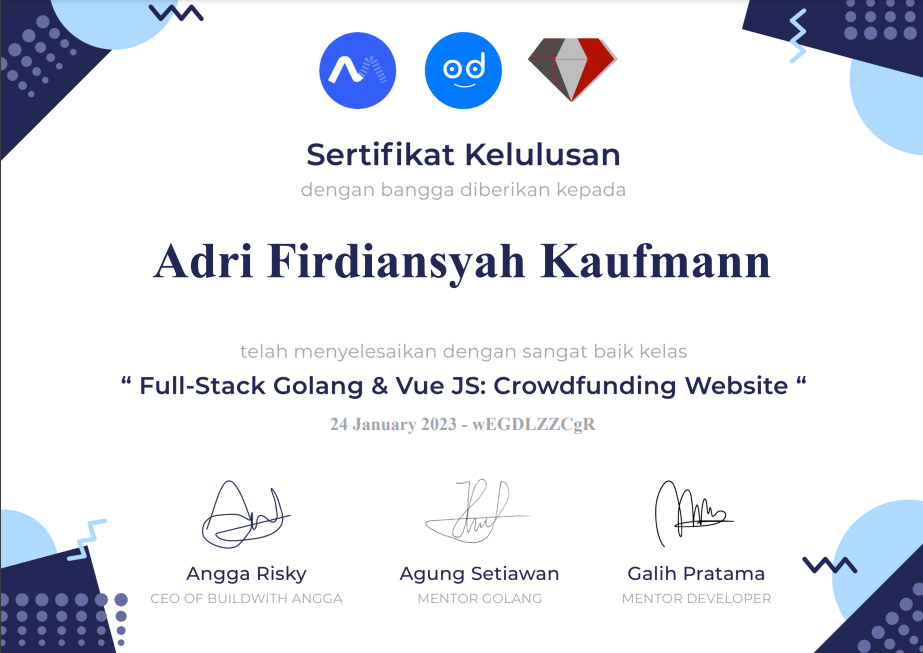 Sertifikat Kelulusan
dengan bangga diberikan kepada
Adri Firdiansyah Kaufmann
telah menyelesaikan dengan sangat baik kelas
“ Full-Stack Golang & Vue JS: Crowdfunding Website “
24 January 2023 - wEGDLZZCgR
Angga Risky Agung Setiawan Galih Pratama
CEO OF BUILDWITH ANGGA MENTOR GOLANG MENTOR DEVELOPER